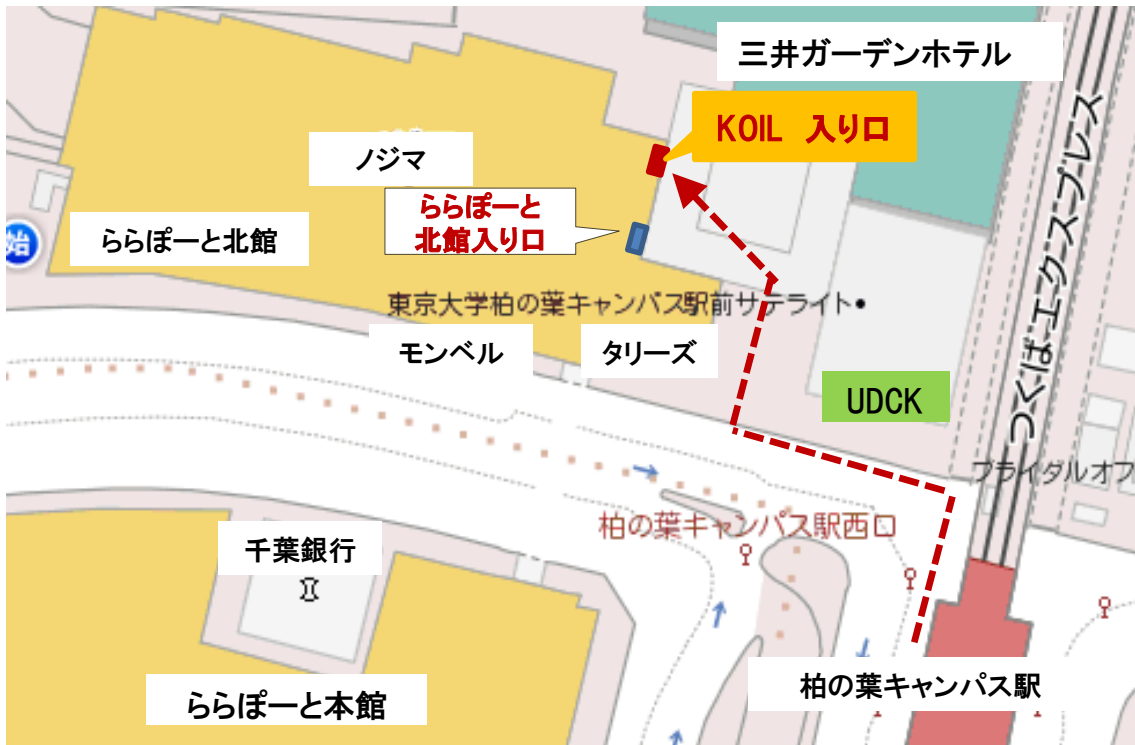 三井ガーデンホテル
KOIL 入り口
ノジマ
ららぽーと
北館入り口
ららぽーと北館
始
つくばエクスプレス
東京大学柏の葉キャンパス駅前サテライト
モンベル
タリーズ
UDCK
ブライダルオフ
柏の葉キャンパス駅西口
千葉銀行
柏の葉キャンパス駅
ららぽーと本館